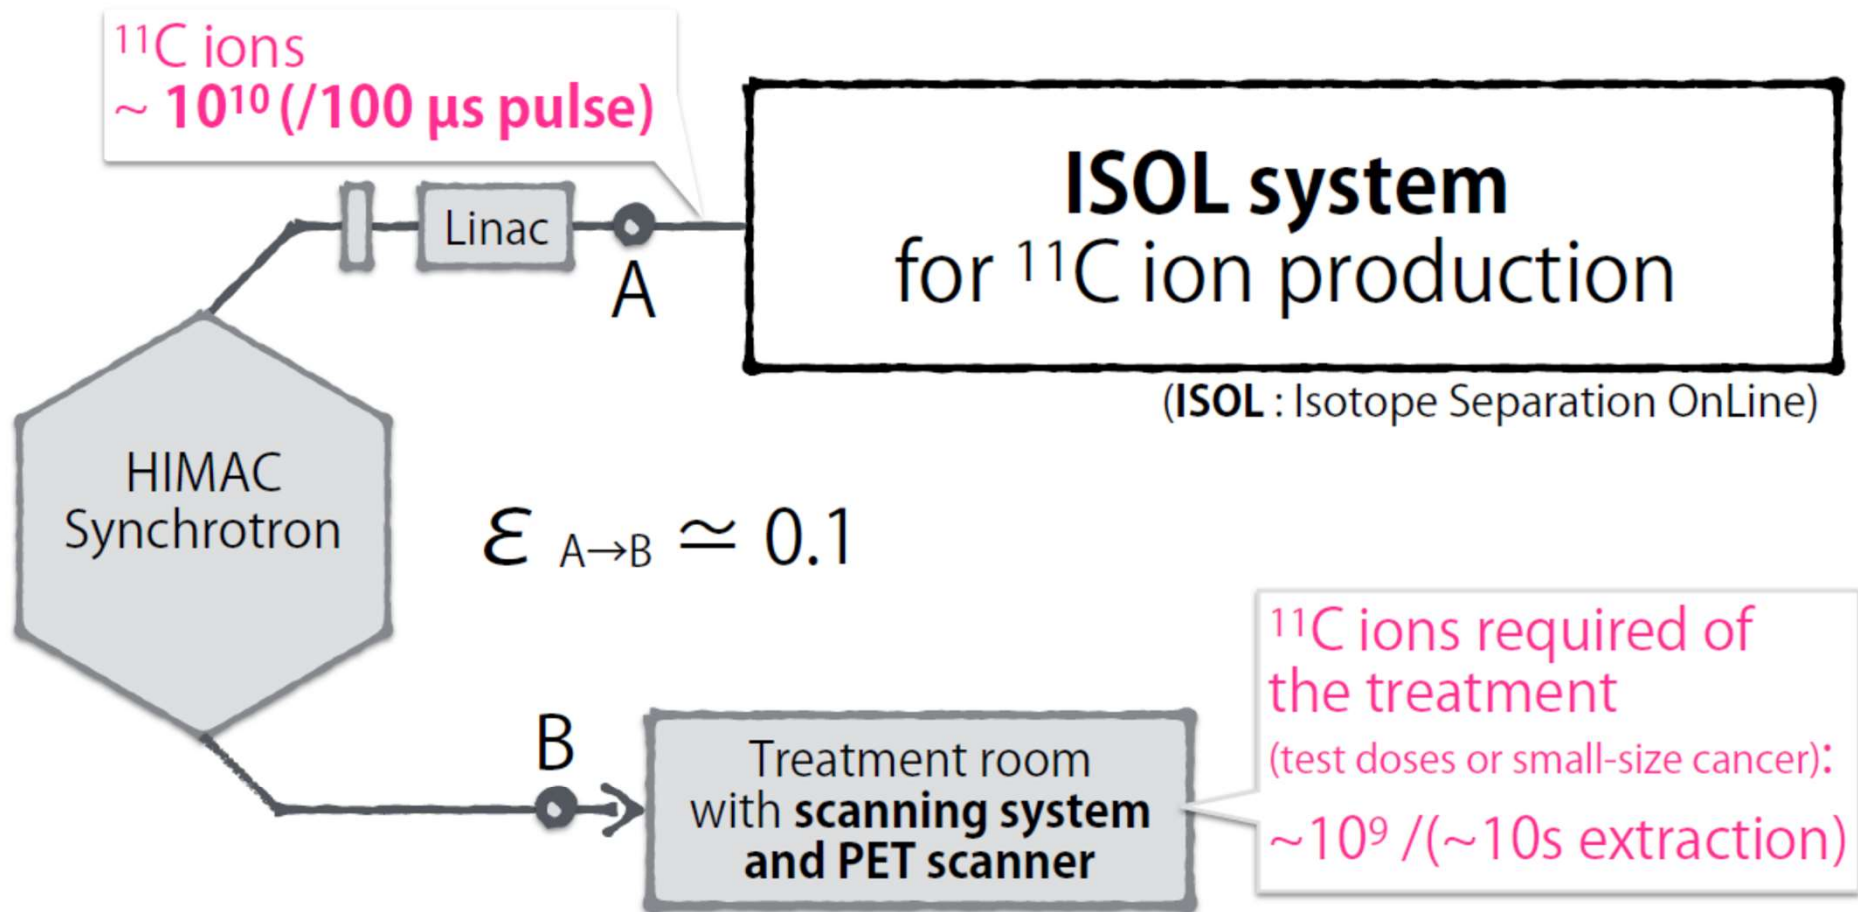 ¹¹C ions
~ 10¹⁰ (/100 μs pulse)
ISOL system
for ¹¹C ion production
(ISOL : Isotope Separation OnLine)
Linac
A
HIMAC
Synchrotron
ε A→B ≃ 0.1
B
Treatment room
with scanning system
and PET scanner
¹¹C ions required of
the treatment
(test doses or small-size cancer):
~10⁹ /(~10s extraction)